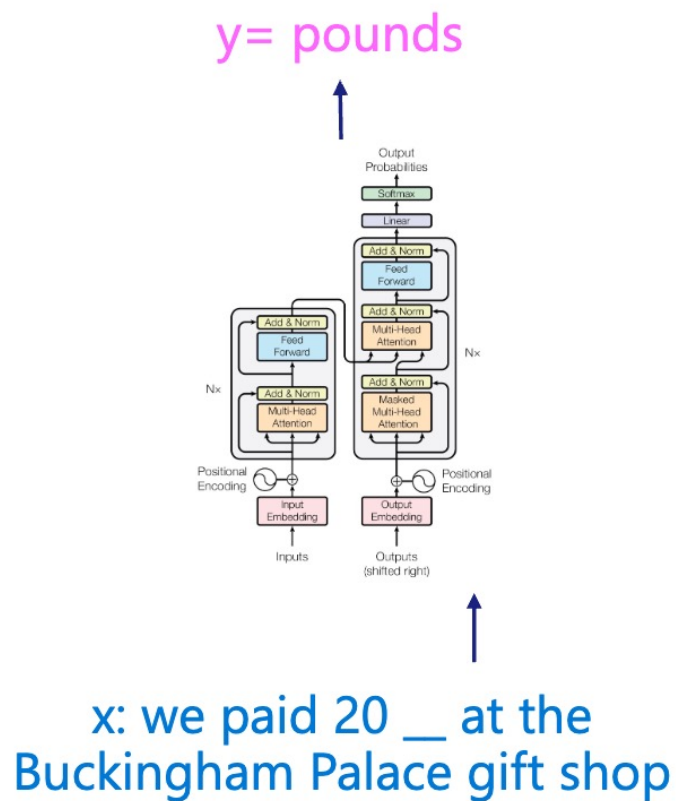 y= pounds
Output
Probabilities
Softmax
Linear
Add & Norm
Feed
Forward
Add & Norm
Multi-Head
Attention
Nx
Add & Norm
Masked
Multi-Head
Attention
Add & Norm
Feed
Forward
Nx
Add & Norm
Multi-Head
Attention
Positional
Encoding
Positional
Encoding
Input
Embedding
Output
Embedding
Inputs
Outputs
(shifted right)
x: we paid 20 __ at the
Buckingham Palace gift shop